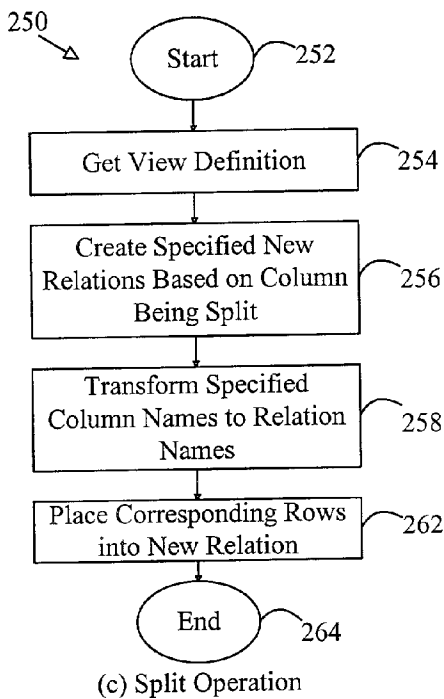 250
Start
252
Get View Definition
254
Create Specified New
Relations Based on Column
Being Split
256
Transform Specified
Column Names to Relation
Names
258
Place Corresponding Rows
into New Relation
262
End
264
(c) Split Operation